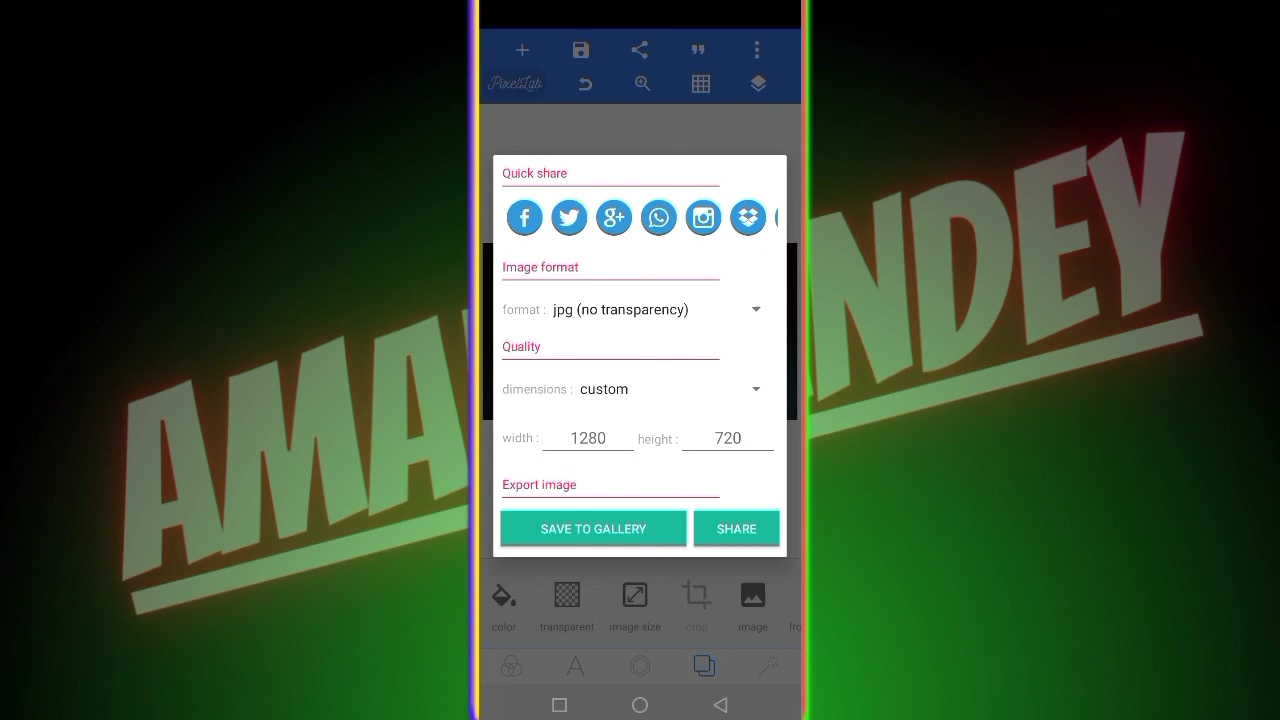 PixelLab
Quick share
Image format
format : jpg (no transparency)
Quality
dimensions : custom
width : 1280 height : 720
Export image
SAVE TO GALLERY SHARE
color transparent image size crop image
AMA
NDEY